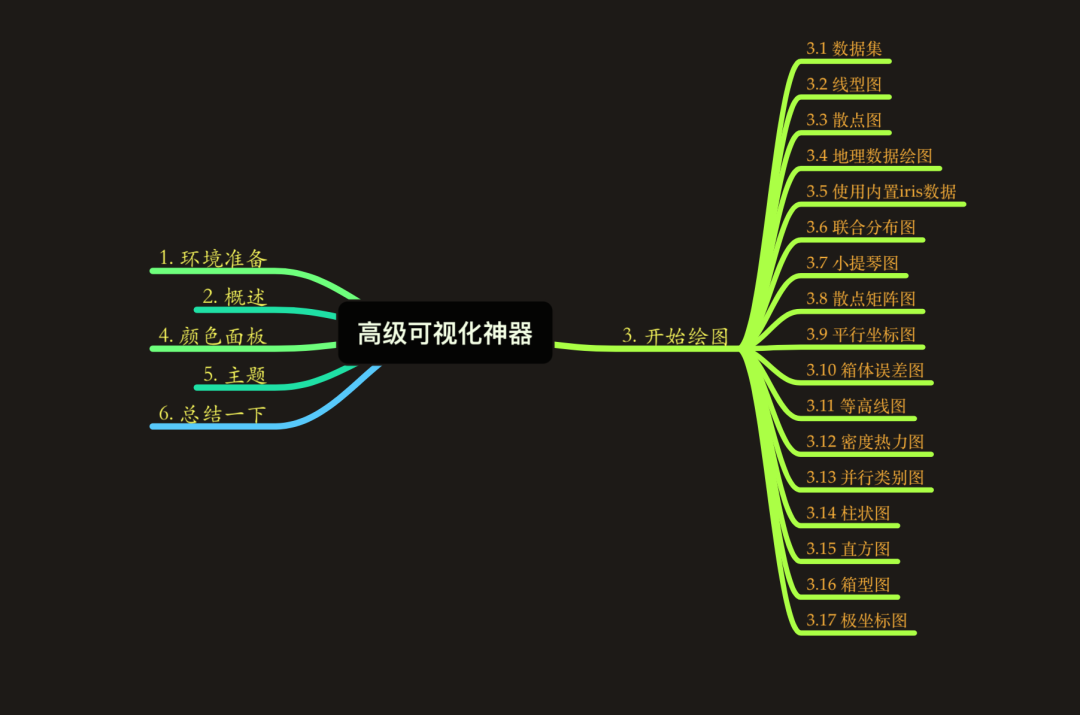 高级可视化神器
1. 环境准备
2. 概述
3. 开始绘图
3.1 数据集
3.2 线型图
3.3 散点图
3.4 地理数据绘图
3.5 使用内置iris数据
3.6 联合分布图
3.7 小提琴图
3.8 散点矩阵图
3.9 平行坐标图
3.10 箱体误差图
3.11 等高线图
3.12 密度热力图
3.13 并行类别图
3.14 柱状图
3.15 直方图
3.16 箱型图
3.17 极坐标图
4. 颜色面板
5. 主题
6. 总结一下